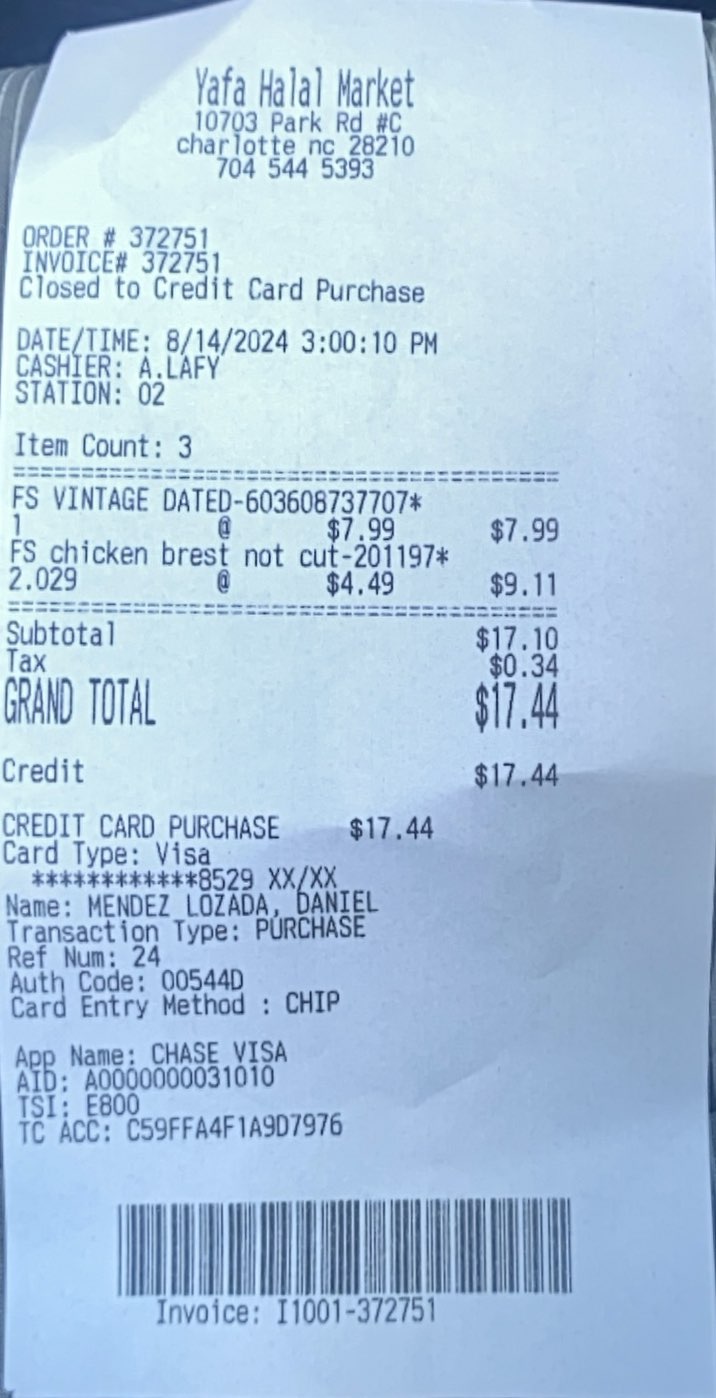 Yafa Halal Market
10703 Park Rd #C
charlotte nc 28210
704 544 5393
ORDER # 372751
INVOICE# 372751
Closed to Credit Card Purchase
DATE/TIME: 8/14/2024 3:00:10 PM
CASHIER: A.LAFY
STATION: 02
Item Count: 3
========================================
FS VINTAGE DATED-603608737707*
1 @ $7.99 $7.99
FS chicken brest not cut-201197*
2.029 @ $4.49 $9.11
========================================
Subtotal $17.10
Tax $0.34
GRAND TOTAL $17.44
Credit $17.44
CREDIT CARD PURCHASE $17.44
Card Type: Visa
************8529 XX/XX
Name: MENDEZ LOZADA, DANIEL
Transaction Type: PURCHASE
Ref Num: 24
Auth Code: 00544D
Card Entry Method : CHIP
App Name: CHASE VISA
AID: A0000000031010
TSI: E800
TC ACC: C59FFA4F1A9D7976
Invoice: I1001-372751